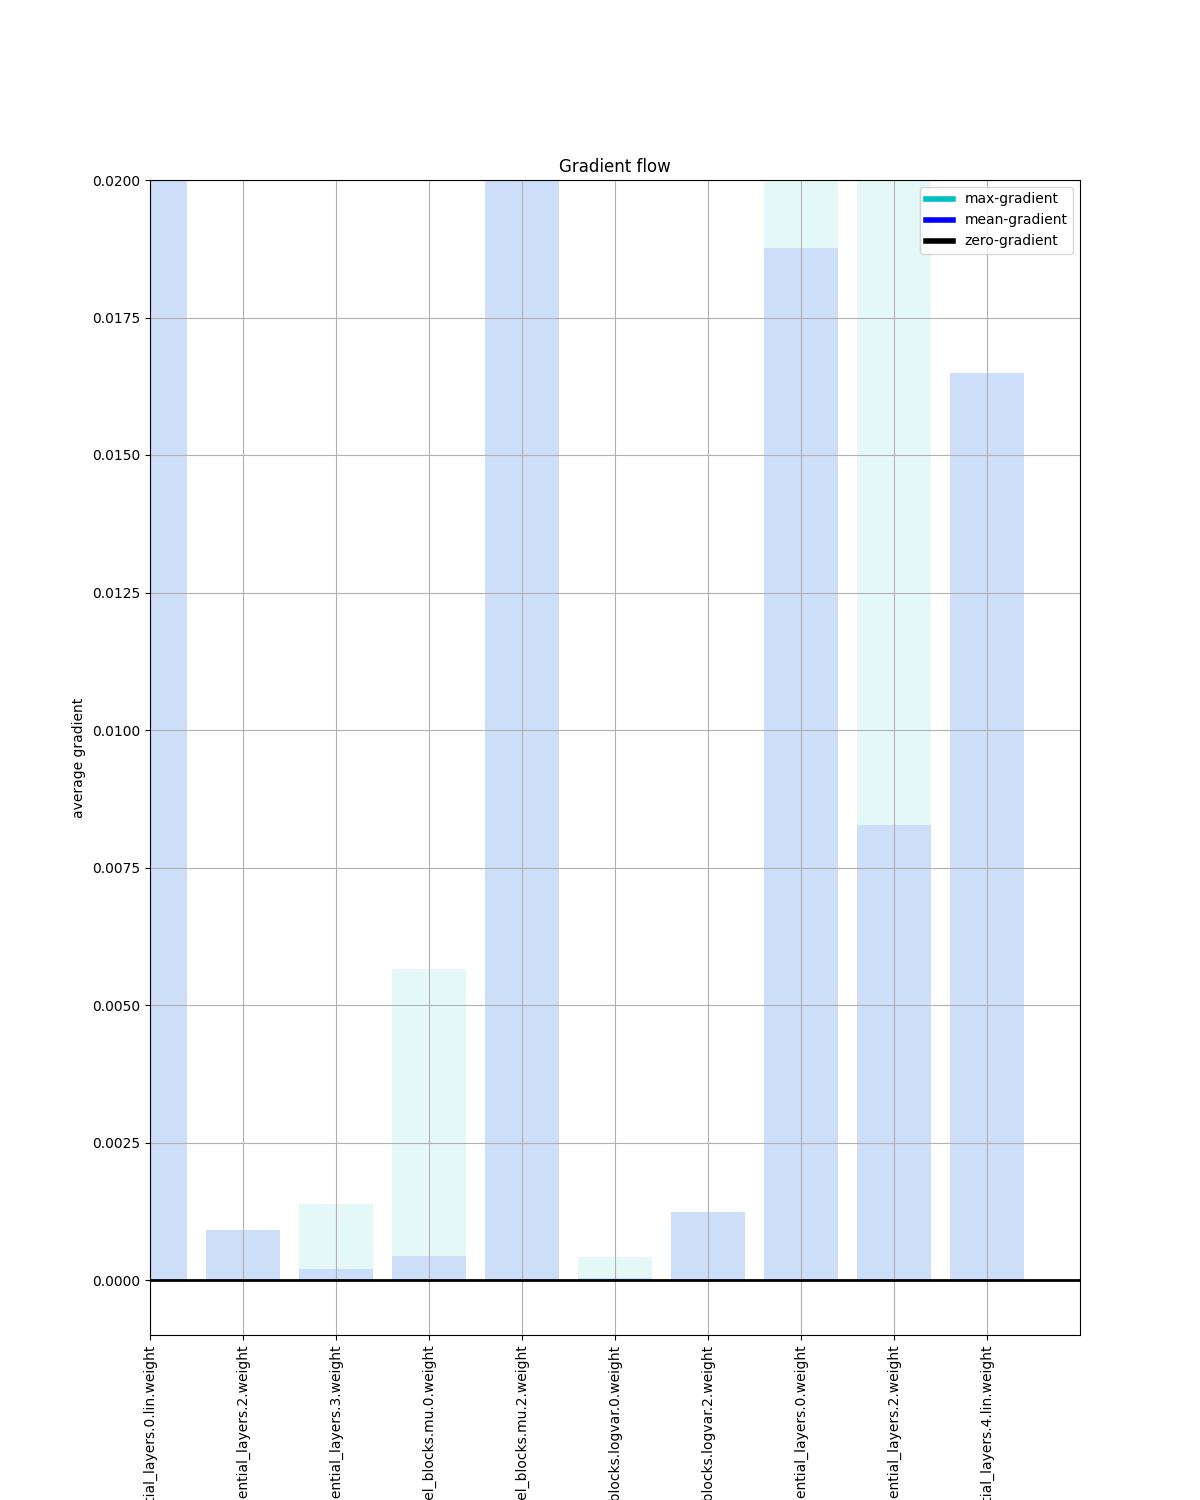 Gradient flow
max-gradient
mean-gradient
zero-gradient
0.0200
0.0175
0.0150
0.0125
0.0100
0.0075
0.0050
0.0025
0.0000
average gradient
tial_layers.0.lin.weight
ential_layers.2.weight
ential_layers.3.weight
el_blocks.mu.0.weight
el_blocks.mu.2.weight
blocks.logvar.0.weight
blocks.logvar.2.weight
ential_layers.0.weight
ential_layers.2.weight
tial_layers.4.lin.weight